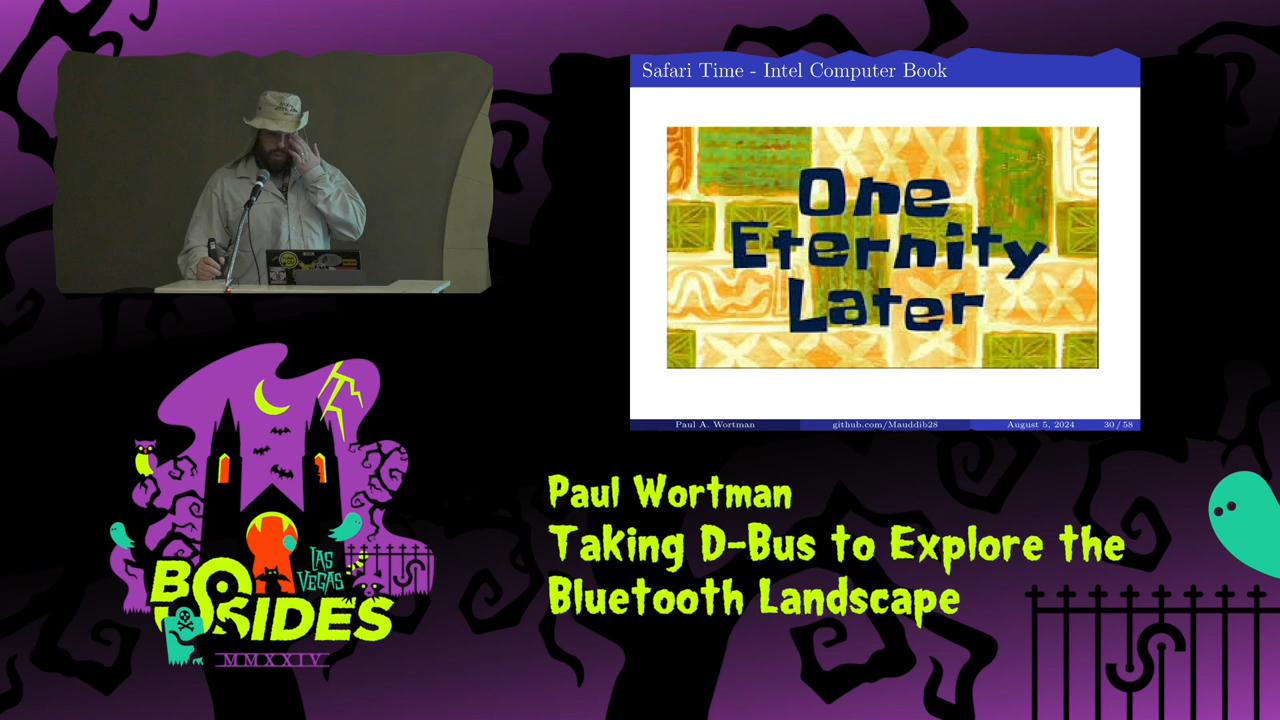 Safari Time - Intel Computer Book
One
Eternity
Later
Paul A. Wortman
github.com/Mauddib28
August 5, 2024
30 / 58
LAS
VEGAS
BSIDES
MMXXIV
Paul Wortman
Taking D-Bus to Explore the
Bluetooth Landscape